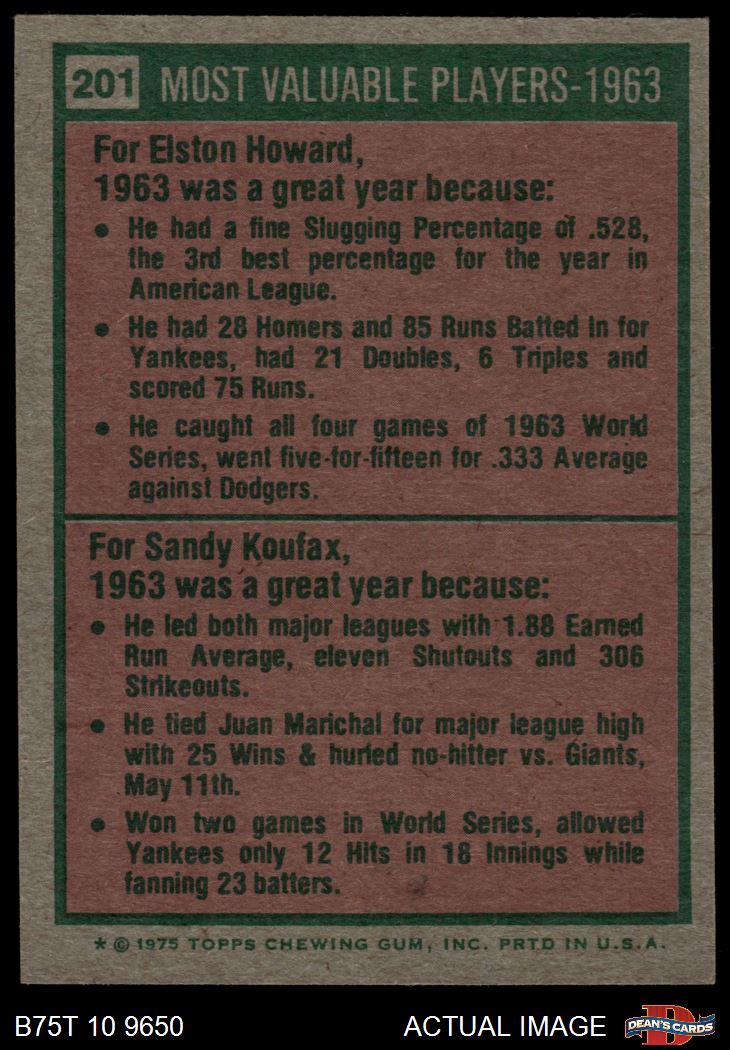 201 MOST VALUABLE PLAYERS-1963
For Elston Howard,
1963 was a great year because:
• He had a fine Slugging Percentage of .528,
the 3rd best percentage for the year in
American League.
• He had 28 Homers and 85 Runs Batted In for
Yankees, had 21 Doubles, 6 Triples and
scored 75 Runs.
• He caught all four games of 1963 World
Series, went five-for-fifteen for .333 Average
against Dodgers.
For Sandy Koufax,
1963 was a great year because:
• He led both major leagues with 1.88 Earned
Run Average, eleven Shutouts and 306
Strikeouts.
• He tied Juan Marichal for major league high
with 25 Wins & hurled no-hitter vs. Giants,
May 11th.
• Won two games in World Series, allowed
Yankees only 12 Hits in 18 Innings while
fanning 23 batters.
* © 1975 TOPPS CHEWING GUM, INC. PRTD IN U.S.A.
B75T 10 9650 ACTUAL IMAGE D DEAN'S CARDS